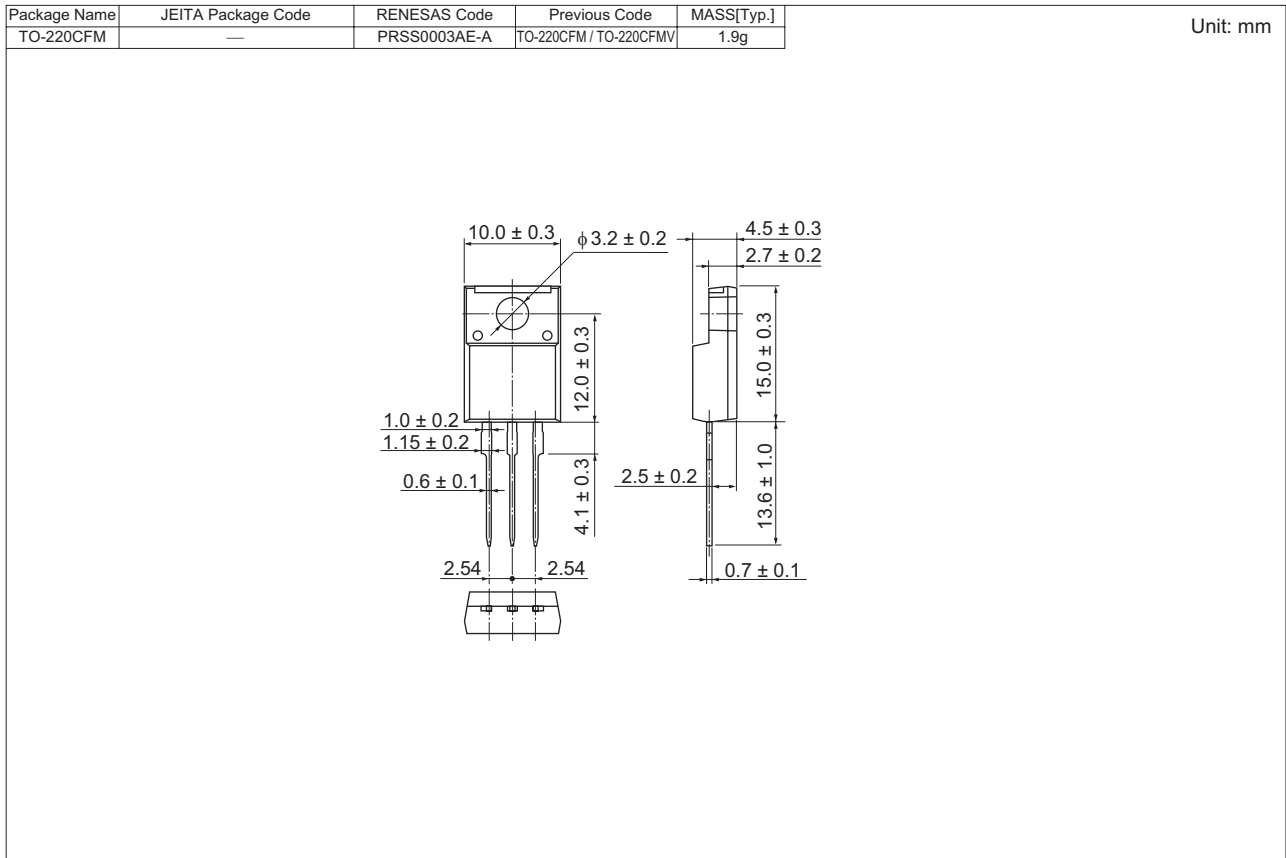 Package Name JEITA Package Code RENESAS Code Previous Code MASS[Typ.]
TO-220CFM — PRSS0003AE-A TO-220CFM / TO-220CFMV 1.9g
Unit: mm
10.0 ± 0.3
ϕ 3.2 ± 0.2
4.5 ± 0.3
2.7 ± 0.2
12.0 ± 0.3
15.0 ± 0.3
1.0 ± 0.2
1.15 ± 0.2
0.6 ± 0.1
4.1 ± 0.3
2.5 ± 0.2
13.6 ± 1.0
2.54
2.54
0.7 ± 0.1